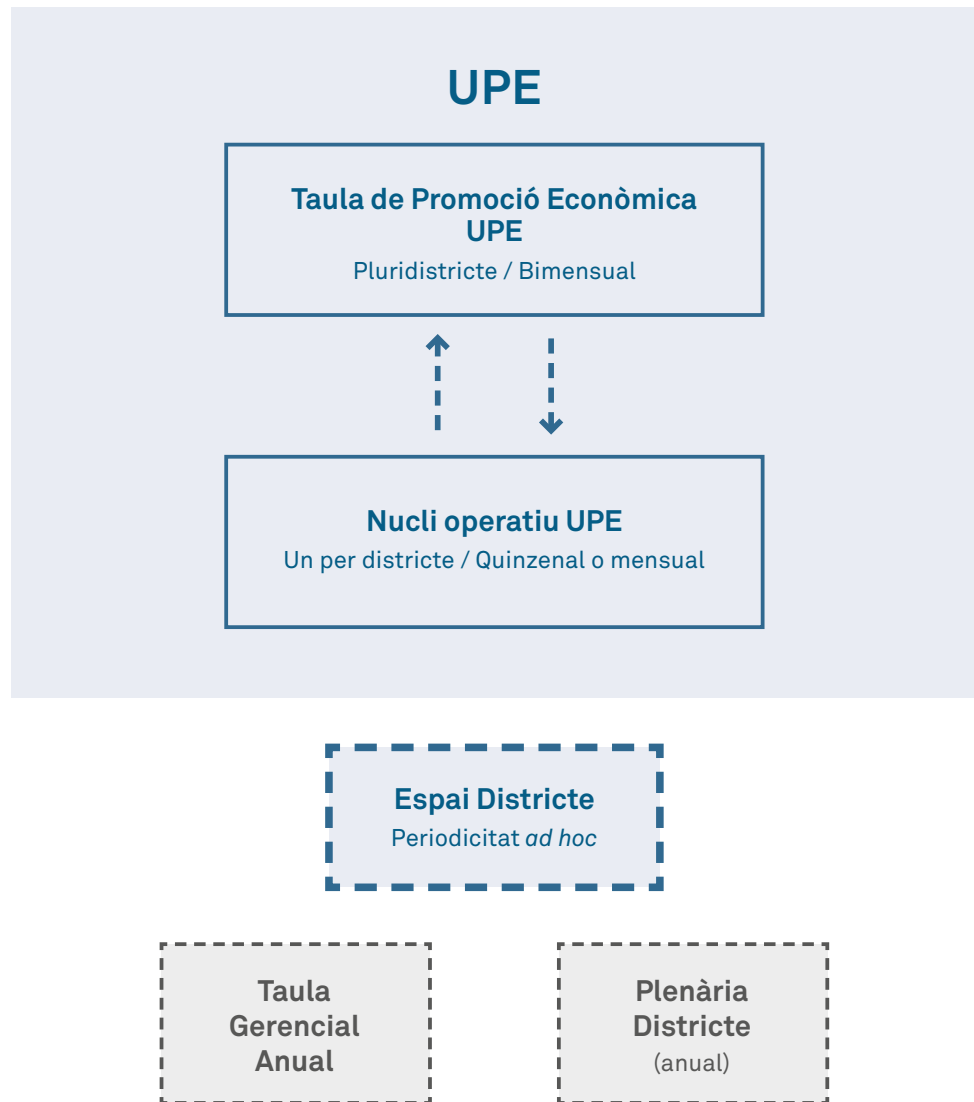 UPE
Taula de Promoció Econòmica
UPE
Pluridistricte / Bimensual
Nucli operatiu UPE
Un per districte / Quinzenal o mensual
Espai Districte
Periodicitat ad hoc
Taula
Gerencial
Anual
Plenària
Districte
(anual)